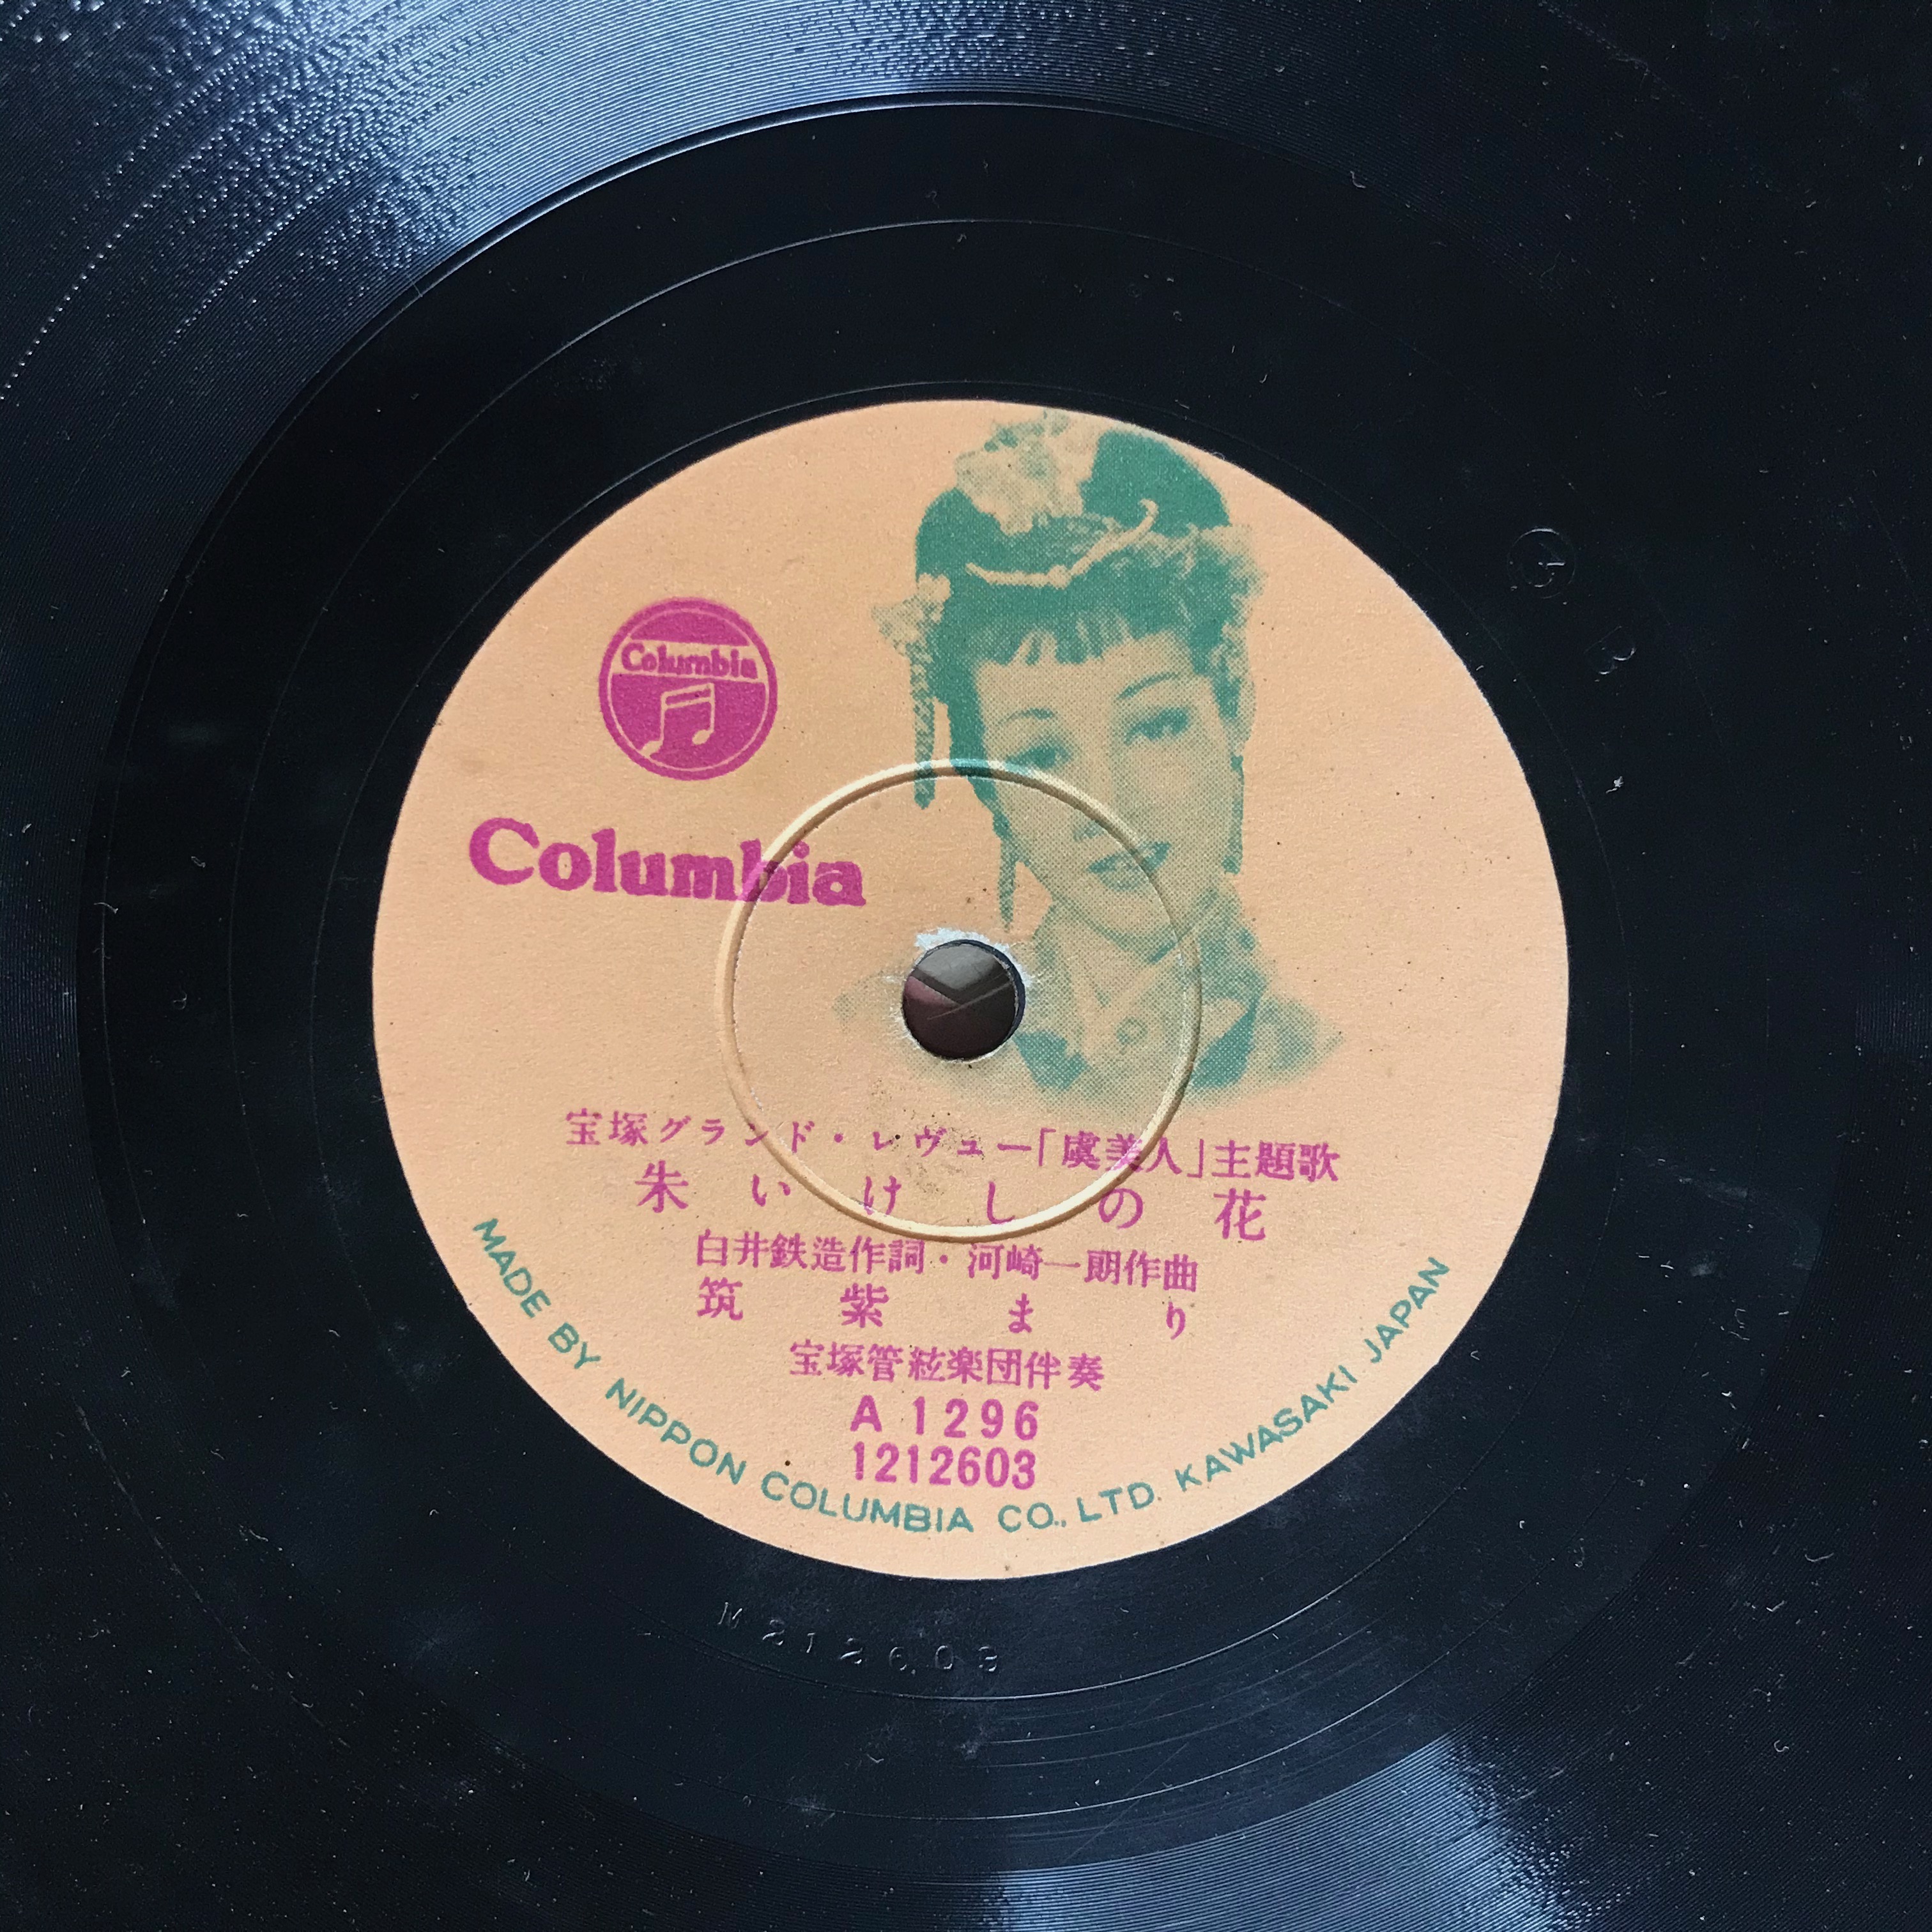 Columbia
Columbia
宝塚グランド・レヴュー「虞美人」主題歌
朱いけしの花
白井鉄造作詞・河崎一朗作曲
筑紫まり
宝塚管絃楽団伴奏
A 1296
1212603
MADE BY NIPPON COLUMBIA CO., LTD. KAWASAKI JAPAN